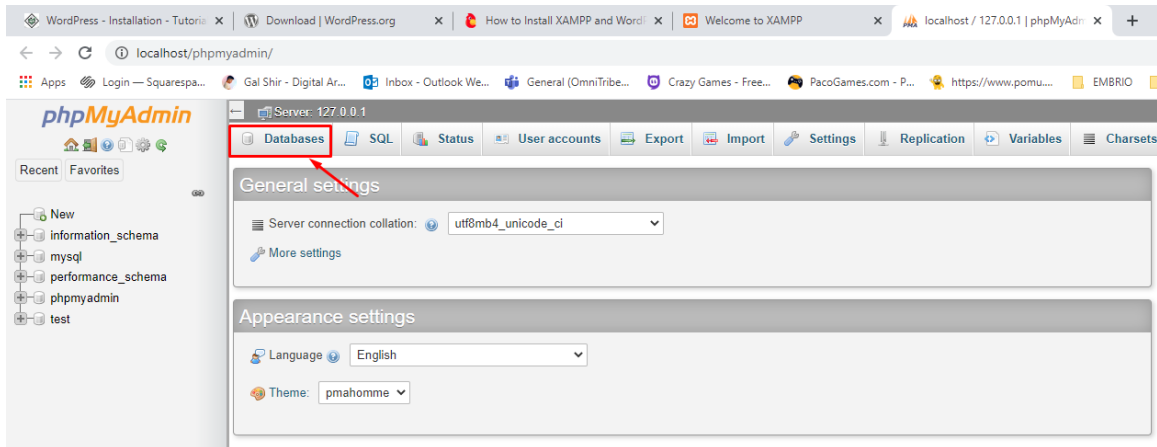 WordPress - Installation - Tutoria
Download | WordPress.org
How to Install XAMPP and WordP
Welcome to XAMPP
localhost / 127.0.0.1 | phpMyAdm
localhost/phpmyadmin/
Apps Login — Squarespa... Gal Shir - Digital Ar... Inbox - Outlook We... General (OmniTribe... Crazy Games - Free... PacoGames.com - P... https://www.pomu.... EMBRIO
phpMyAdmin
Recent Favorites
New
information_schema
mysql
performance_schema
phpmyadmin
test
Server: 127.0.0.1
Databases SQL Status User accounts Export Import Settings Replication Variables Charsets
General settings
Server connection collation: utf8mb4_unicode_ci
More settings
Appearance settings
Language English
Theme: pmahomme